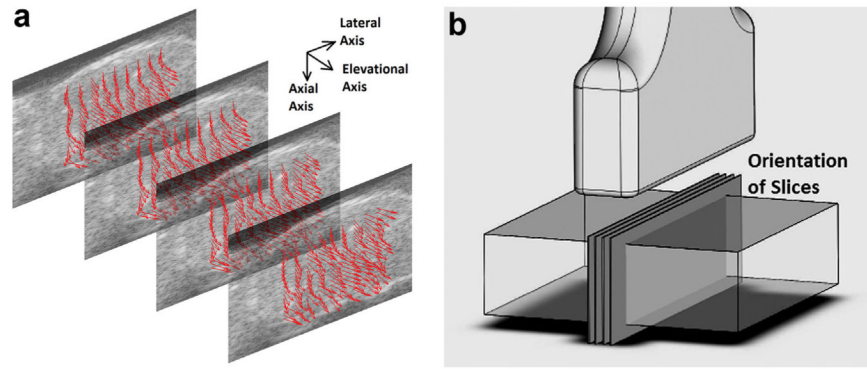 a
Lateral
Axis
Elevational
Axis
Axial
Axis
b
Orientation
of Slices